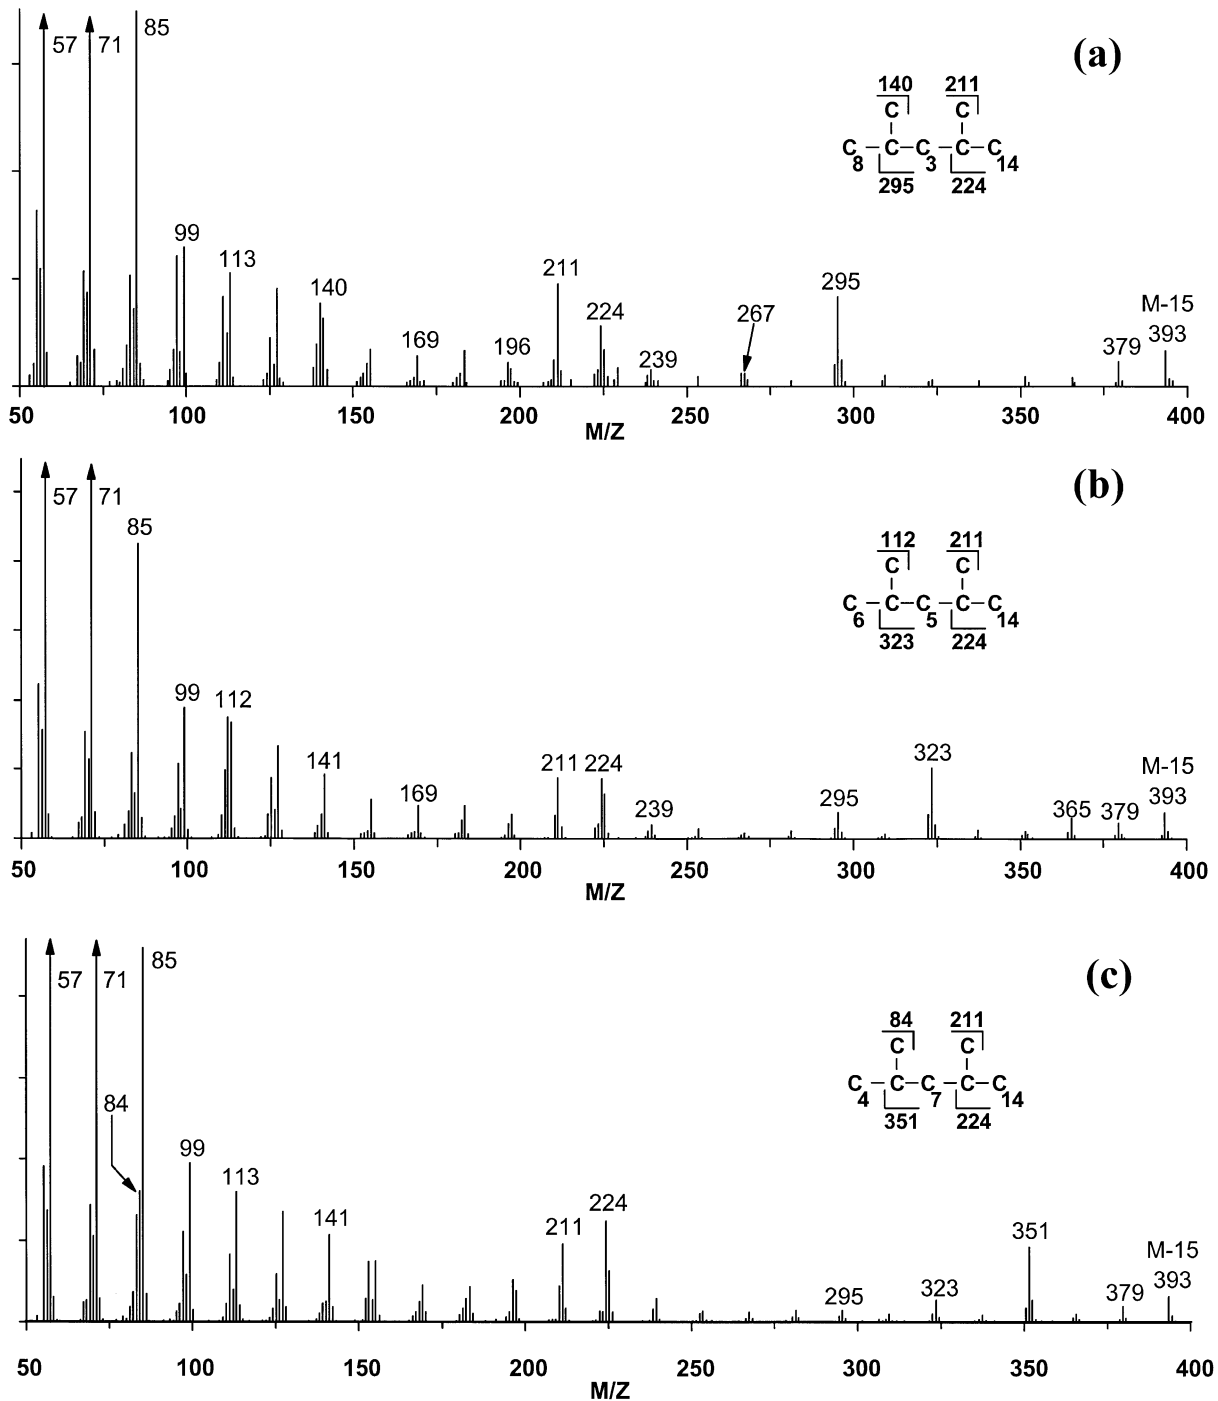 (a)
57 71 85
140 211
C C
C – C – C – C – C
8 3 14
295 224
99
113
140
169
196
211
224
239
267
295
379
M-15
393
50 100 150 200 250 300 350 400
M/Z
(b)
57 71
85
112 211
C C
C – C – C – C – C
6 5 14
323 224
99 112
141
169
211 224
239
295
323
365 379
M-15
393
50 100 150 200 250 300 350 400
M/Z
(c)
57 71 85
84
84 211
C C
C – C – C – C – C
4 7 14
351 224
99
113
141
211
224
295
323
351
379
M-15
393
50 100 150 200 250 300 350 400
M/Z